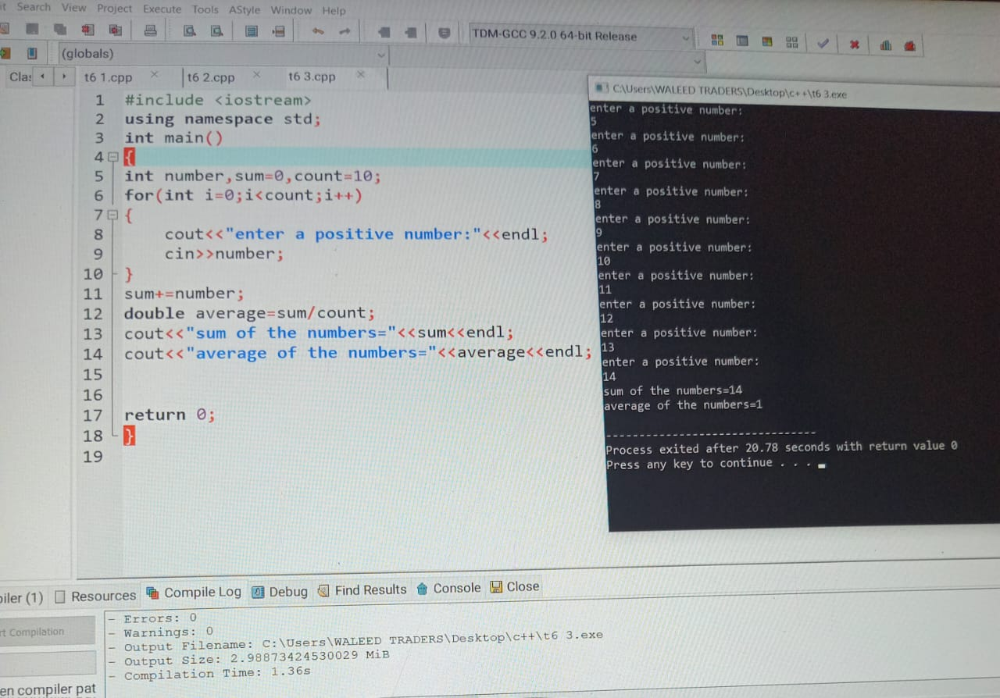 Search View Project Execute Tools AStyle Window Help
TDM-GCC 9.2.0 64-bit Release
(globals)
t6 1.cpp t6 2.cpp t6 3.cpp
1 #include <iostream>
2 using namespace std;
3 int main()
4 {
5 int number,sum=0,count=10;
6 for(int i=0;i<count;i++)
7 {
8 cout<<"enter a positive number:"<<endl;
9 cin>>number;
10 }
11 sum+=number;
12 double average=sum/count;
13 cout<<"sum of the numbers="<<sum<<endl;
14 cout<<"average of the numbers="<<average<<endl;
15
16
17 return 0;
18 }
19
C:\Users\WALEED TRADERS\Desktop\c++\t6 3.exe
enter a positive number:
5
enter a positive number:
6
enter a positive number:
7
enter a positive number:
8
enter a positive number:
9
enter a positive number:
10
enter a positive number:
11
enter a positive number:
12
enter a positive number:
13
enter a positive number:
14
sum of the numbers=14
average of the numbers=1
--------------------------------
Process exited after 20.78 seconds with return value 0
Press any key to continue . . .
(1) Resources Compile Log Debug Find Results Console Close
Compilation
- Errors: 0
- Warnings: 0
- Output Filename: C:\Users\WALEED TRADERS\Desktop\c++\t6 3.exe
- Output Size: 2.98873424530029 MiB
- Compilation Time: 1.36s
compiler